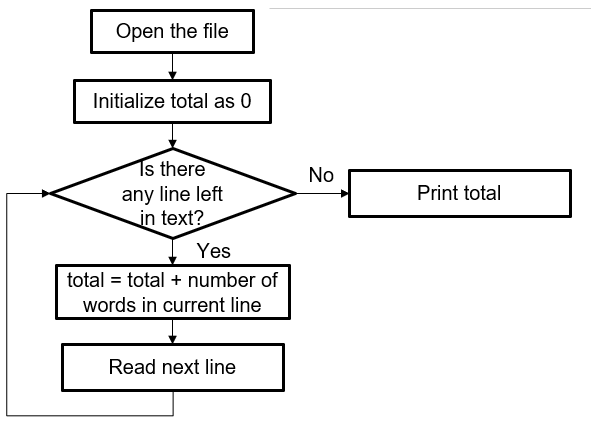 Open the file
Initialize total as 0
Is there
any line left
in text?
No
Print total
Yes
total = total + number of
words in current line
Read next line